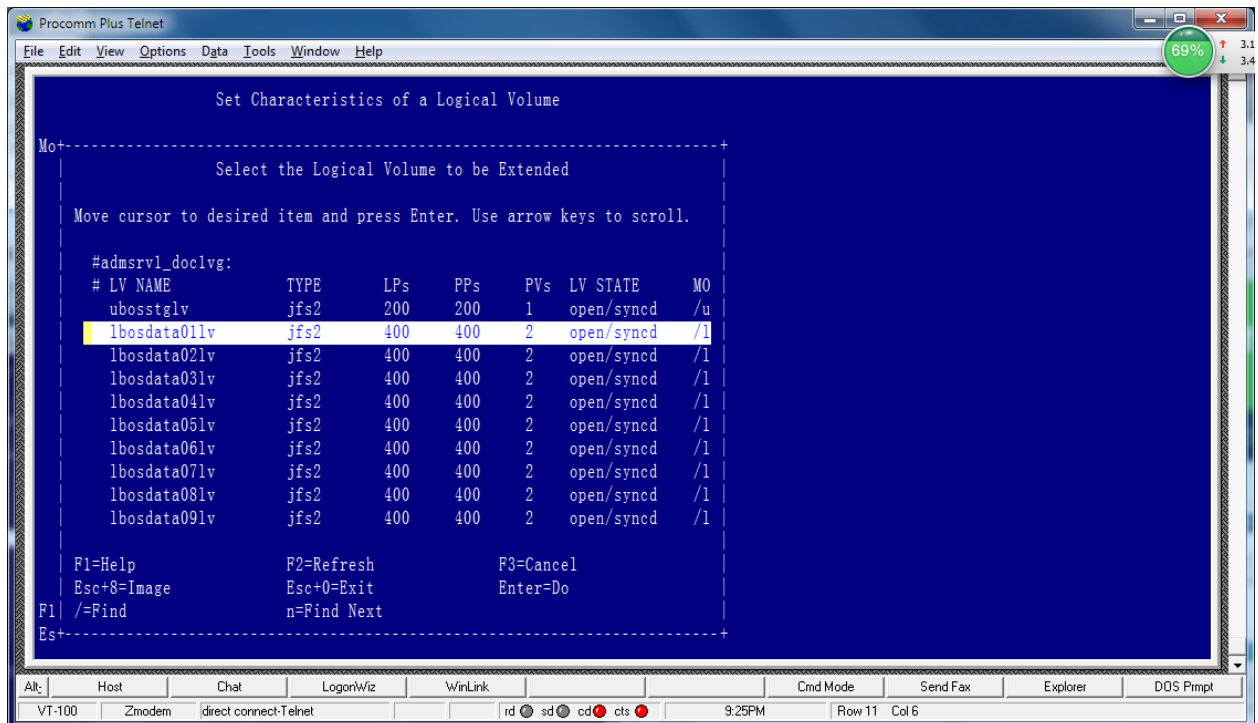 Procomm Plus Telnet
File Edit View Options Data Tools Window Help
69%
3.1
3.4
Set Characteristics of a Logical Volume
Mo+-----------------------------------------------------------------------+
Select the Logical Volume to be Extended
Move cursor to desired item and press Enter. Use arrow keys to scroll.
#admsrv1_doc1vg:
# LV NAME TYPE LPs PPs PVs LV STATE MO
ubosstglv jfs2 200 200 1 open/syncd /u
lbosdata01lv jfs2 400 400 2 open/syncd /l
lbosdata02lv jfs2 400 400 2 open/syncd /l
lbosdata03lv jfs2 400 400 2 open/syncd /l
lbosdata04lv jfs2 400 400 2 open/syncd /l
lbosdata05lv jfs2 400 400 2 open/syncd /l
lbosdata06lv jfs2 400 400 2 open/syncd /l
lbosdata07lv jfs2 400 400 2 open/syncd /l
lbosdata08lv jfs2 400 400 2 open/syncd /l
lbosdata09lv jfs2 400 400 2 open/syncd /l
F1=Help F2=Refresh F3=Cancel
Esc+8=Image Esc+0=Exit Enter=Do
F1| /=Find n=Find Next
Es+-----------------------------------------------------------------------+
Alt- Host Chat LogonWiz WinLink Cmd Mode Send Fax Explorer DOS Prmpt
VT-100 Zmodem direct connect-Telnet rd sd cd cts 9:25PM Row 11 Col 6